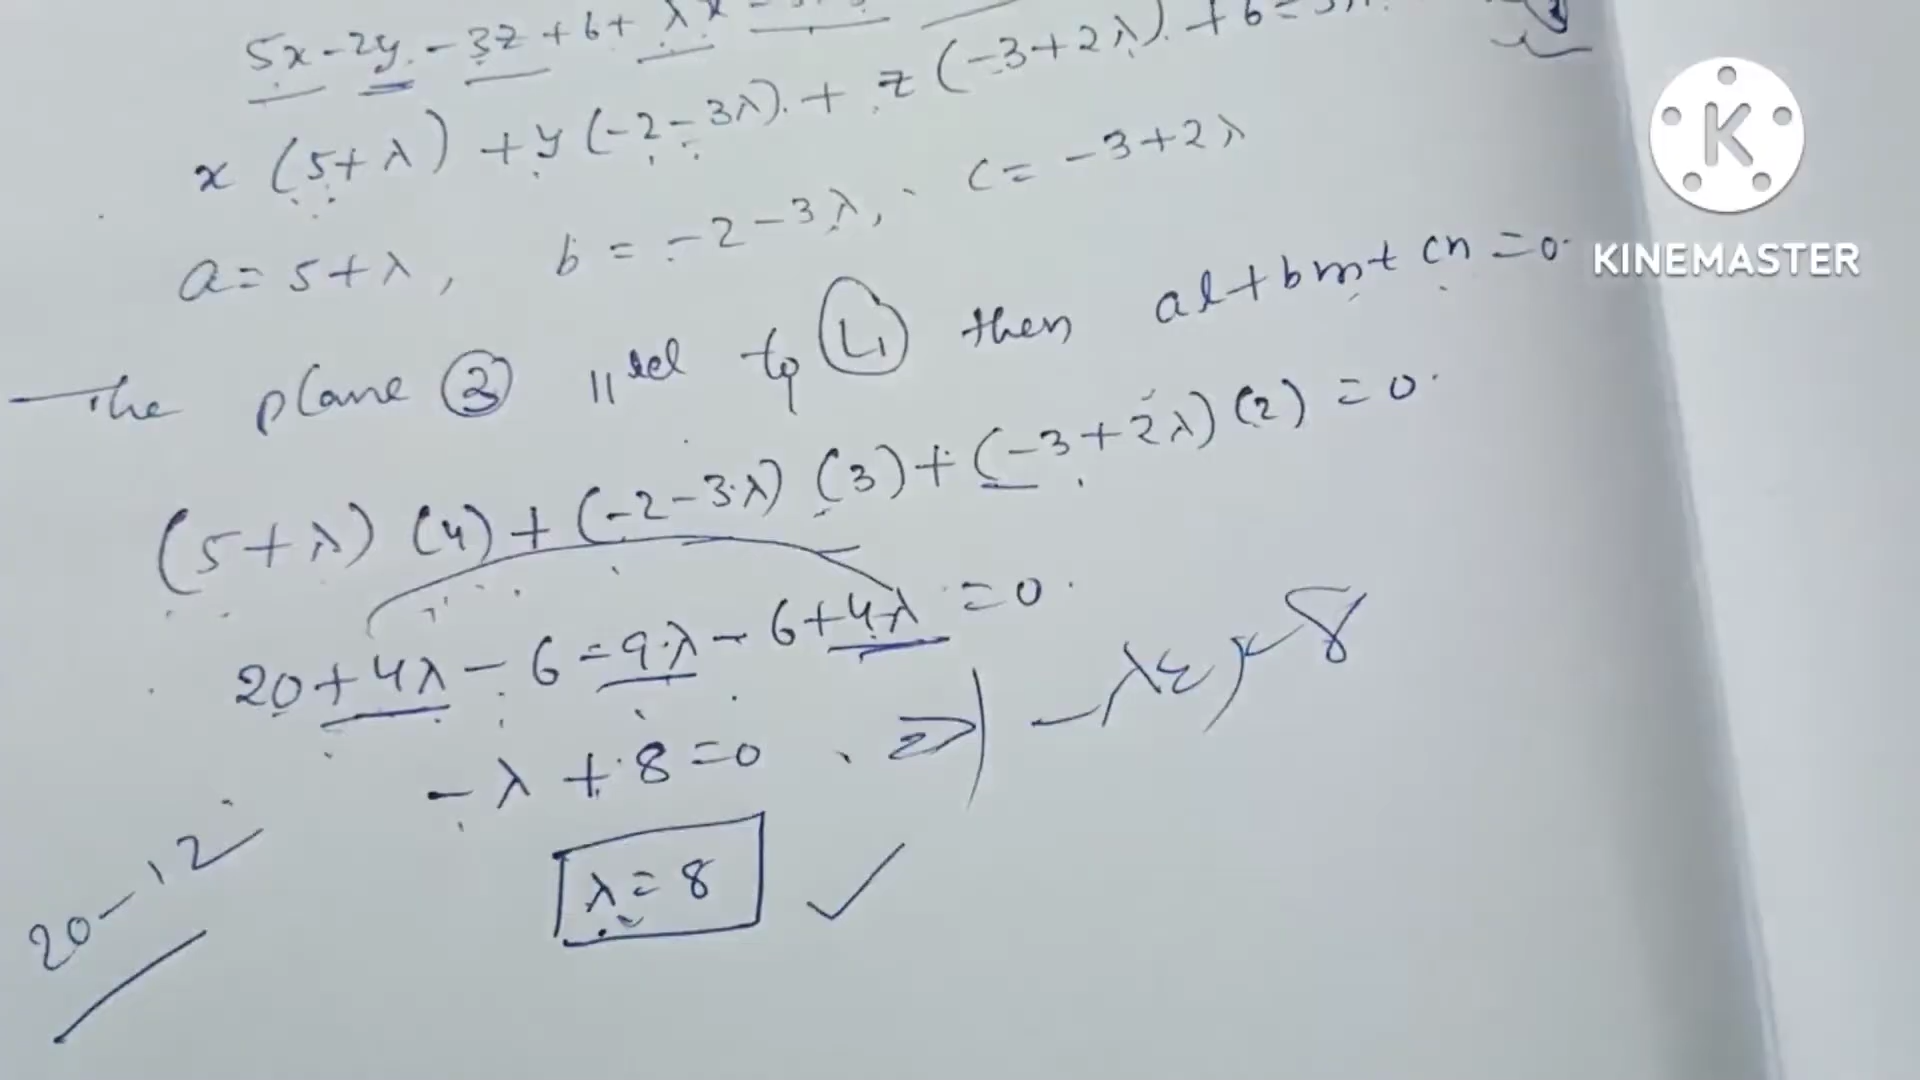 5x - 2y - 3z + 6 + λx
x (5+λ) + y (-2-3λ) + z (-3+2λ) + 6 =
a = 5+λ, b = -2-3λ, c = -3+2λ
The plane ③ || rel to L₁ then al + bm + cn = 0
(5+λ) (4) + (-2-3λ) (3) + (-3+2λ) (2) = 0
20 + 4λ - 6 - 9λ - 6 + 4λ = 0
-λ + 8 = 0 ⇒ -λ = -8
λ = 8 ✓
20 - 12
K
KINEMASTER